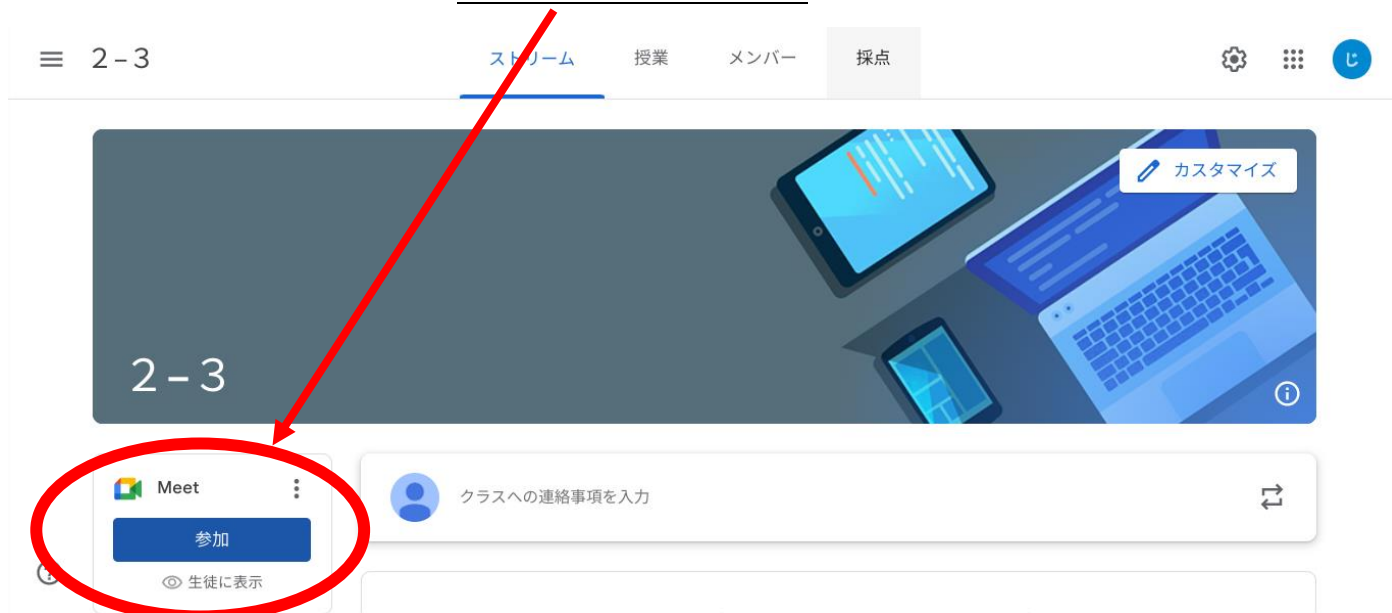 2-3
ストリーム 授業 メンバー 採点
じ
カスタマイズ
2-3
Meet
クラスへの連絡事項を入力
参加
生徒に表示